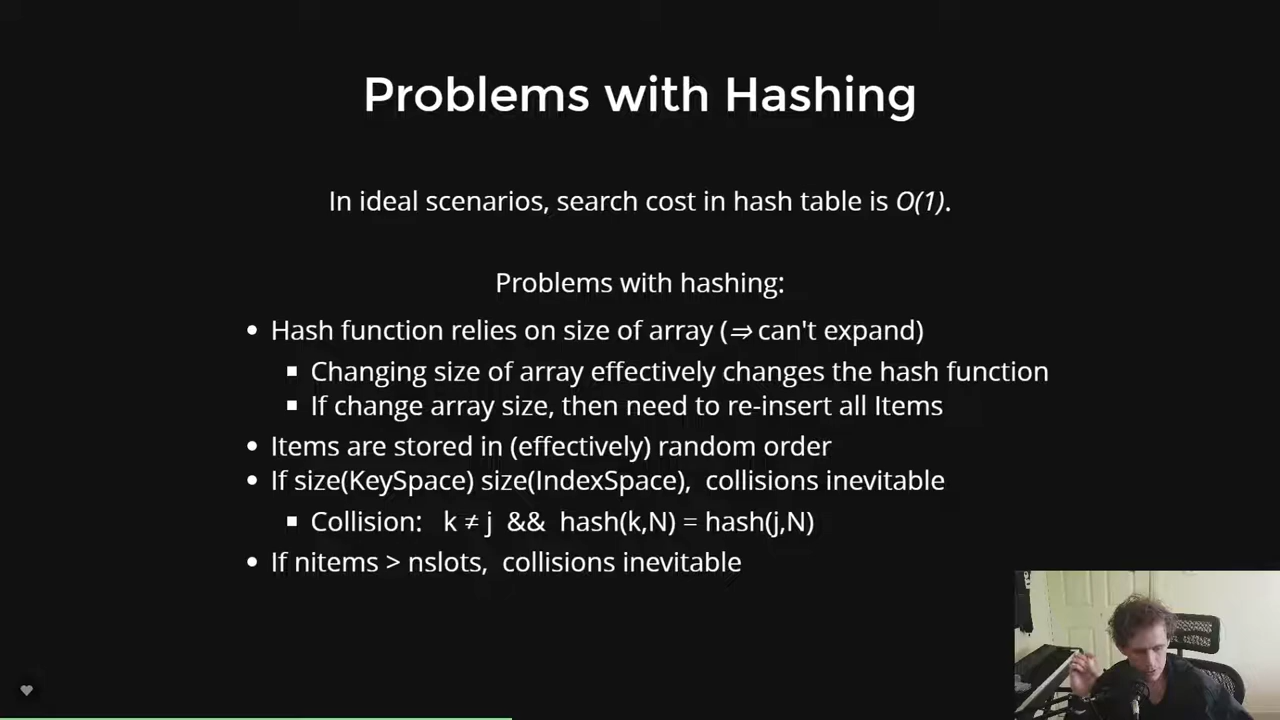 Problems with Hashing
In ideal scenarios, search cost in hash table is O(1).
Problems with hashing:
• Hash function relies on size of array (⇒ can't expand)
▪ Changing size of array effectively changes the hash function
▪ If change array size, then need to re-insert all Items
• Items are stored in (effectively) random order
• If size(KeySpace) size(IndexSpace), collisions inevitable
▪ Collision: k ≠ j && hash(k,N) = hash(j,N)
• If nitems > nslots, collisions inevitable